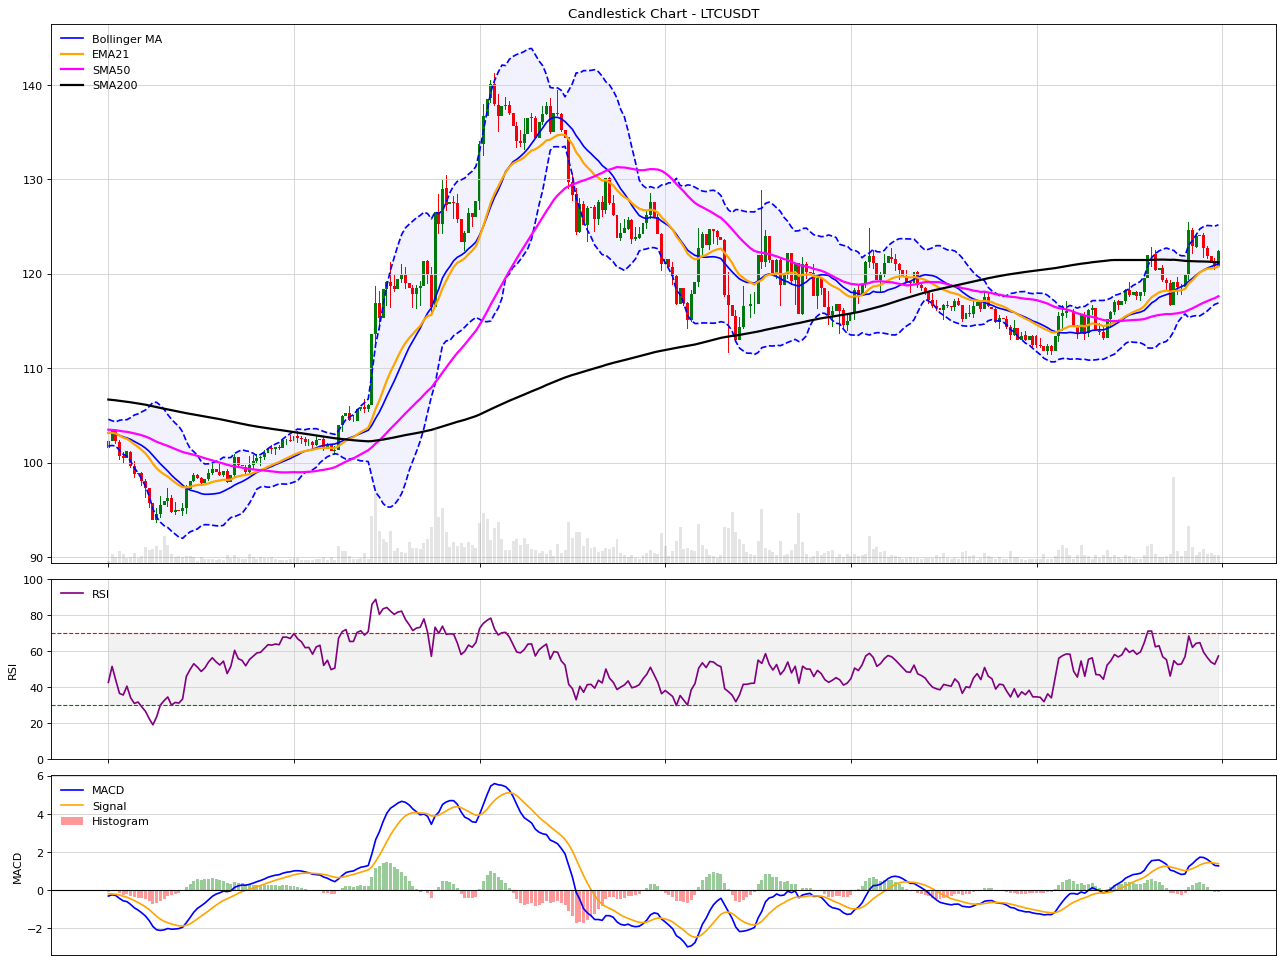 Candlestick Chart - LTCUSDT
Bollinger MA
EMA21
SMA50
SMA200
140
130
120
110
100
90
100
80
60
40
20
0
RSI
RSI
6
4
2
0
−2
MACD
MACD
Signal
Histogram